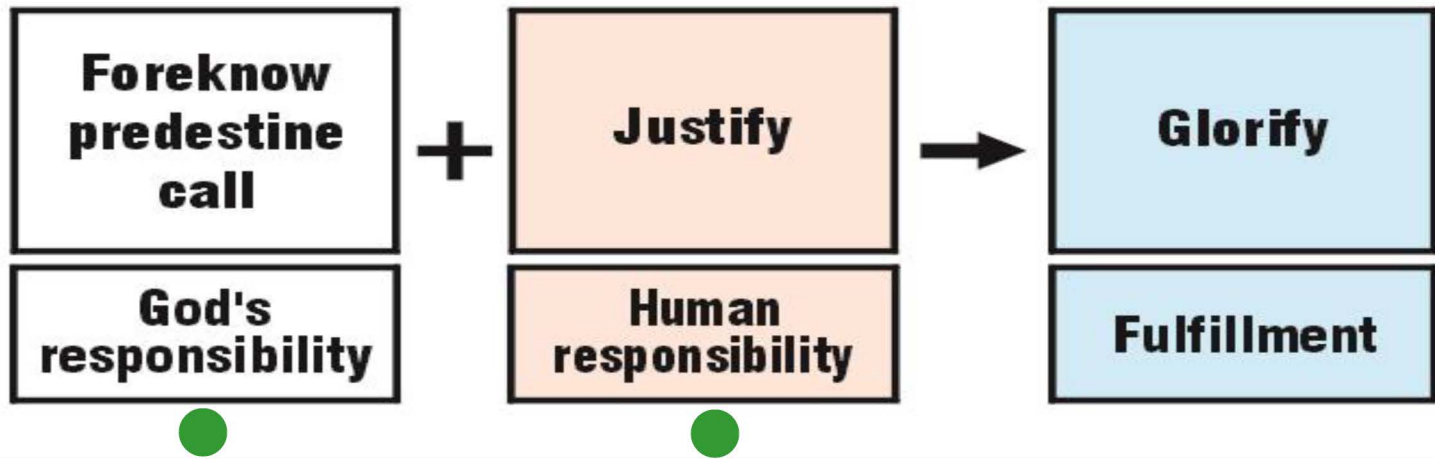 Foreknow
predestine
call
+
Justify
Glorify
God's
responsibility
Human
responsibility
Fulfillment